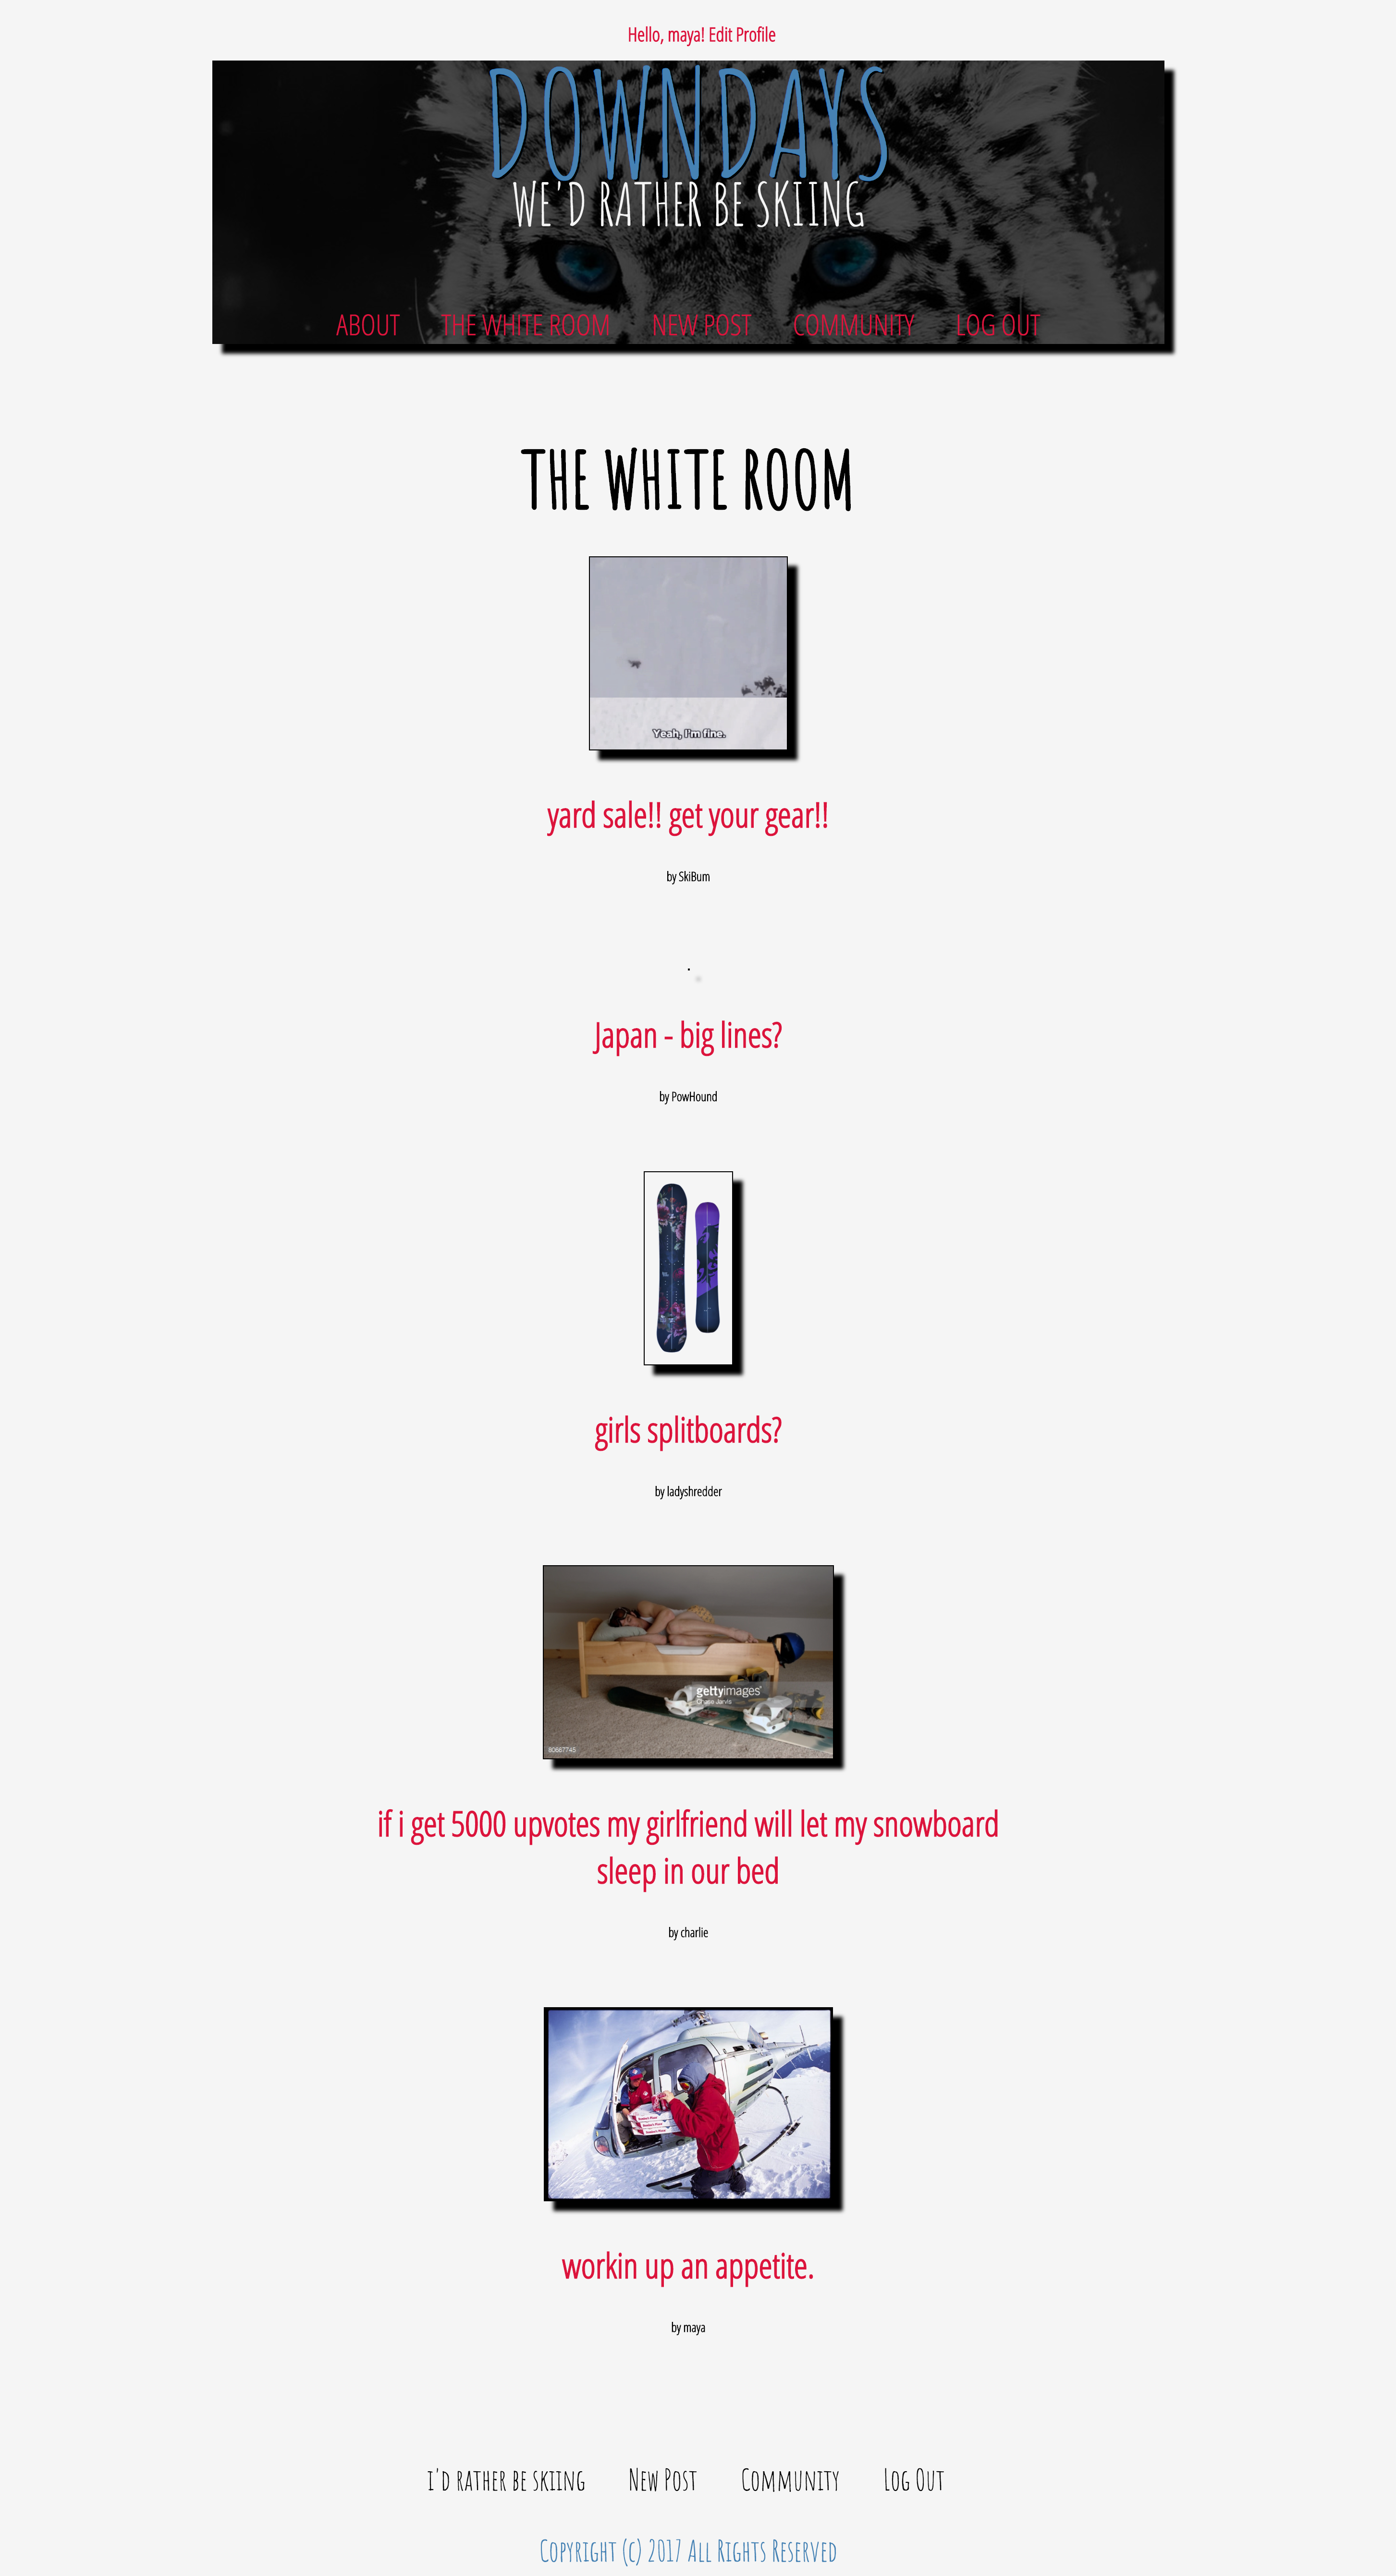 Hello, maya! Edit Profile
DOWNDAYS
WE'D RATHER BE SKIING
ABOUT THE WHITE ROOM NEW POST COMMUNITY LOG OUT
THE WHITE ROOM
Yeah, I'm fine.
yard sale!! get your gear!!
by SkiBum
Japan - big lines?
by PowHound
girls splitboards?
by ladyshredder
gettyimages
Chase Jarvis
if i get 5000 upvotes my girlfriend will let my snowboard
sleep in our bed
by charlie
workin up an appetite.
by maya
i'd rather be skiing New Post Community Log Out
Copyright (c) 2017 All Rights Reserved